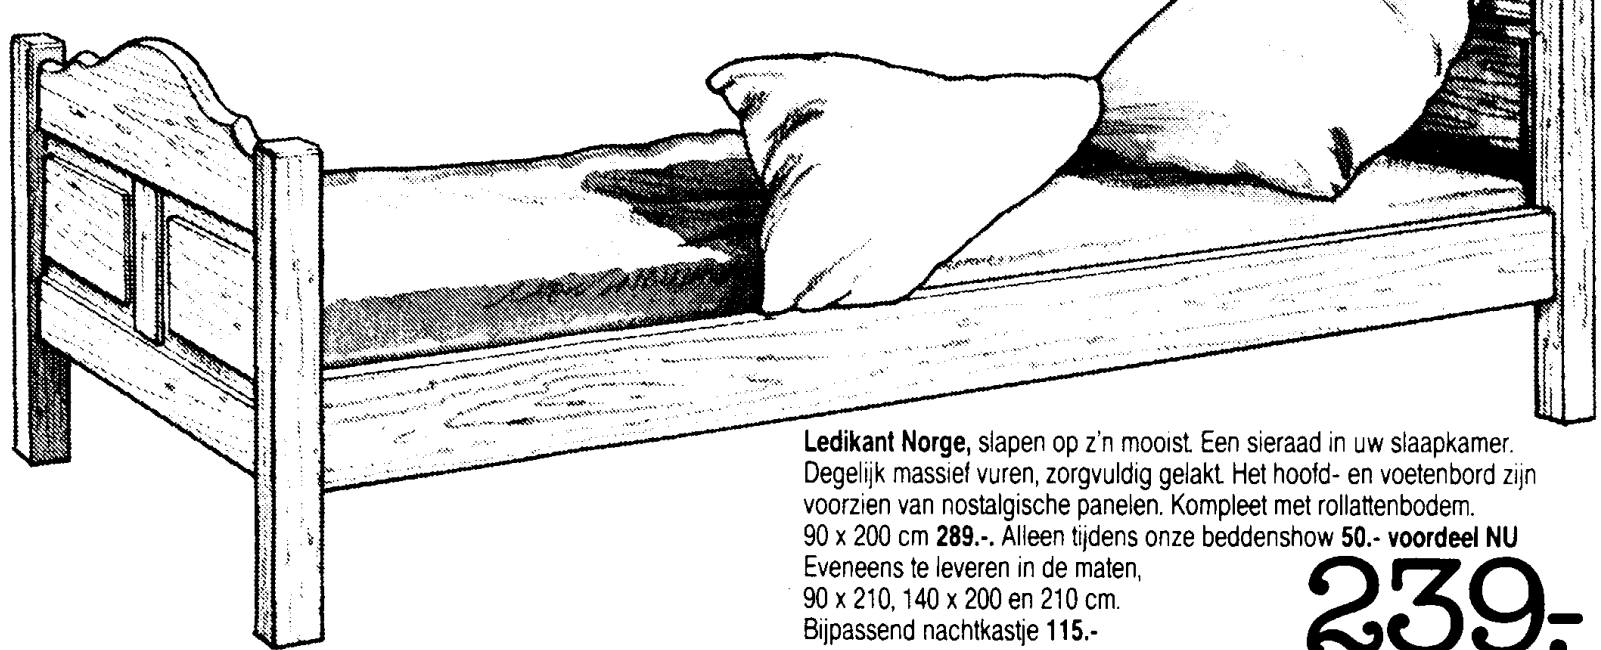 Ledikant Norge, slapen op z'n mooist. Een sieraad in uw slaapkamer.
Degelijk massief vuren, zorgvuldig gelakt. Het hoofd- en voetenbord zijn
voorzien van nostalgische panelen. Kompleet met rollattenbodem.
90 x 200 cm 289.-. Alleen tijdens onze beddenshow 50.- voordeel NU
Eveneens te leveren in de maten,
90 x 210, 140 x 200 en 210 cm.
Bijpassend nachtkastje 115.-
239.-